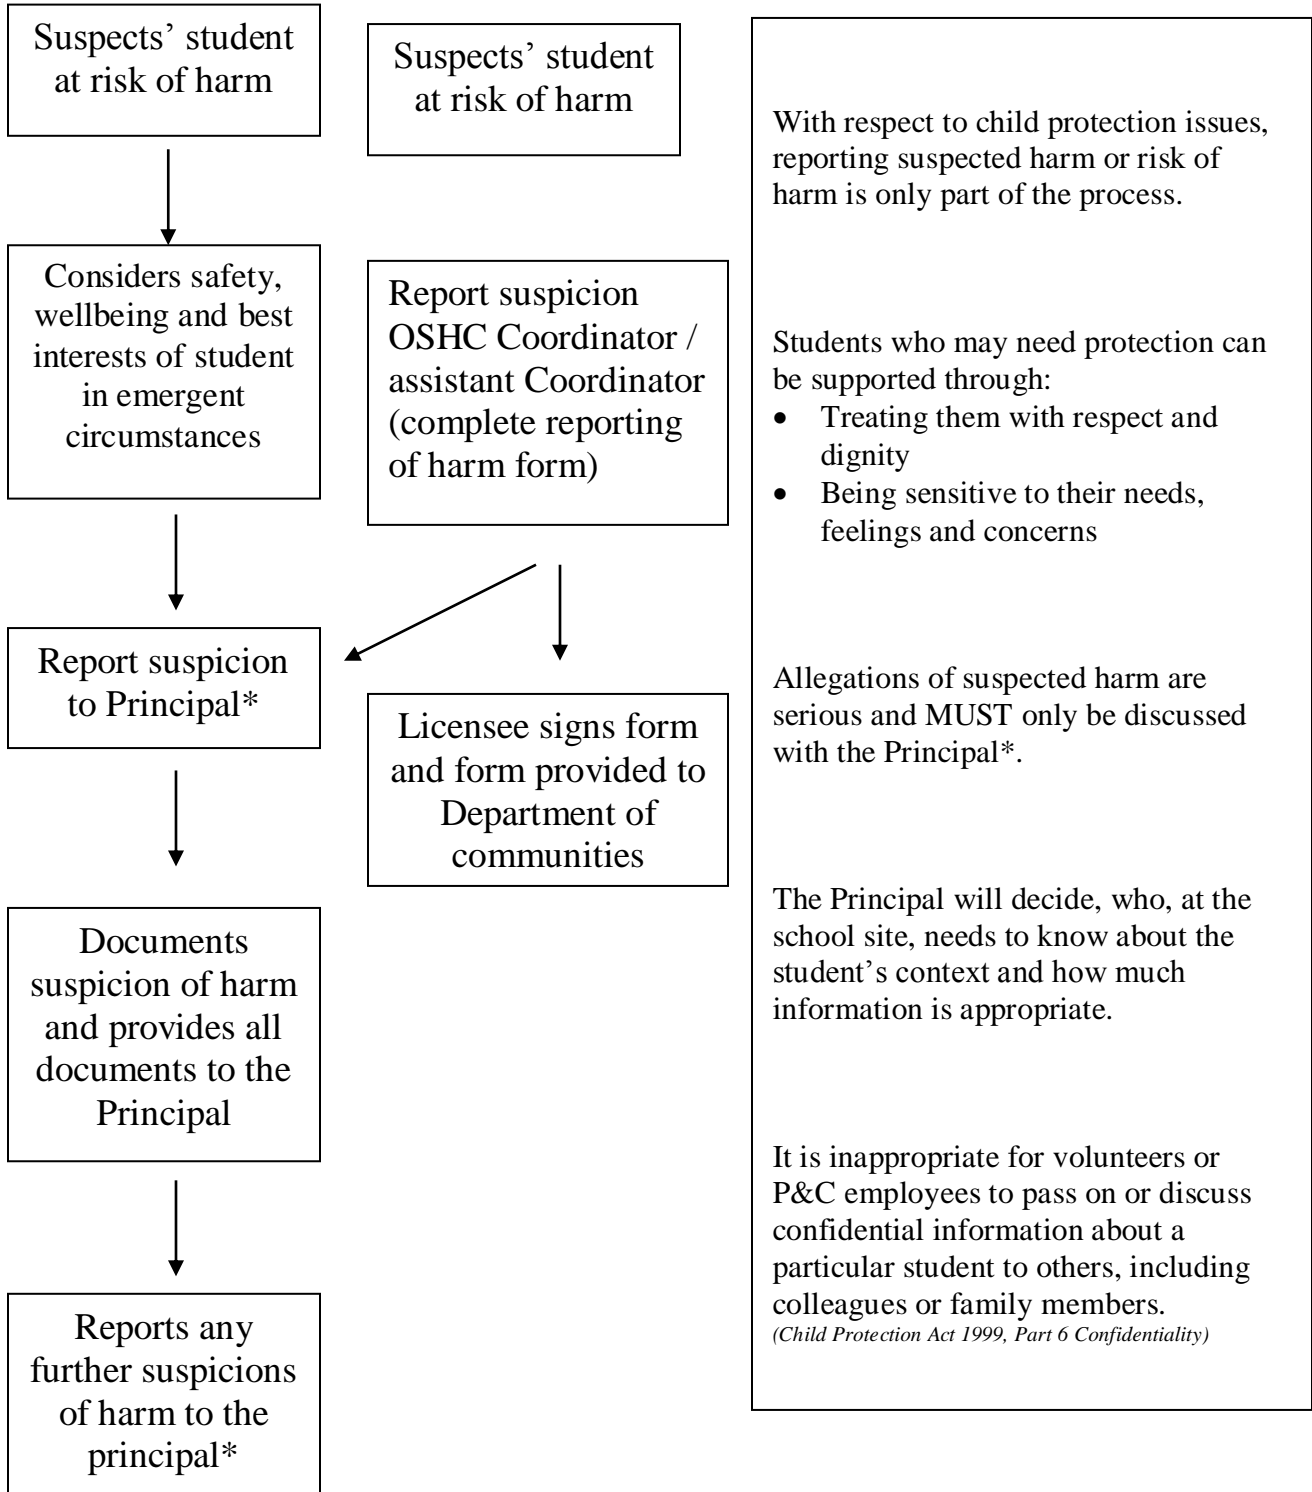 Suspects’ student
at risk of harm
Considers safety,
wellbeing and best
interests of student
in emergent
circumstances
Report suspicion
to Principal*
Documents
suspicion of harm
and provides all
documents to the
Principal
Reports any
further suspicions
of harm to the
principal*
Suspects’ student
at risk of harm
Report suspicion
OSHC Coordinator /
assistant Coordinator
(complete reporting
of harm form)
Licensee signs form
and form provided to
Department of
communities
With respect to child protection issues,
reporting suspected harm or risk of
harm is only part of the process.
Students who may need protection can
be supported through:
• Treating them with respect and
dignity
• Being sensitive to their needs,
feelings and concerns
Allegations of suspected harm are
serious and MUST only be discussed
with the Principal*.
The Principal will decide, who, at the
school site, needs to know about the
student’s context and how much
information is appropriate.
It is inappropriate for volunteers or
P&C employees to pass on or discuss
confidential information about a
particular student to others, including
colleagues or family members.
(Child Protection Act 1999, Part 6 Confidentiality)